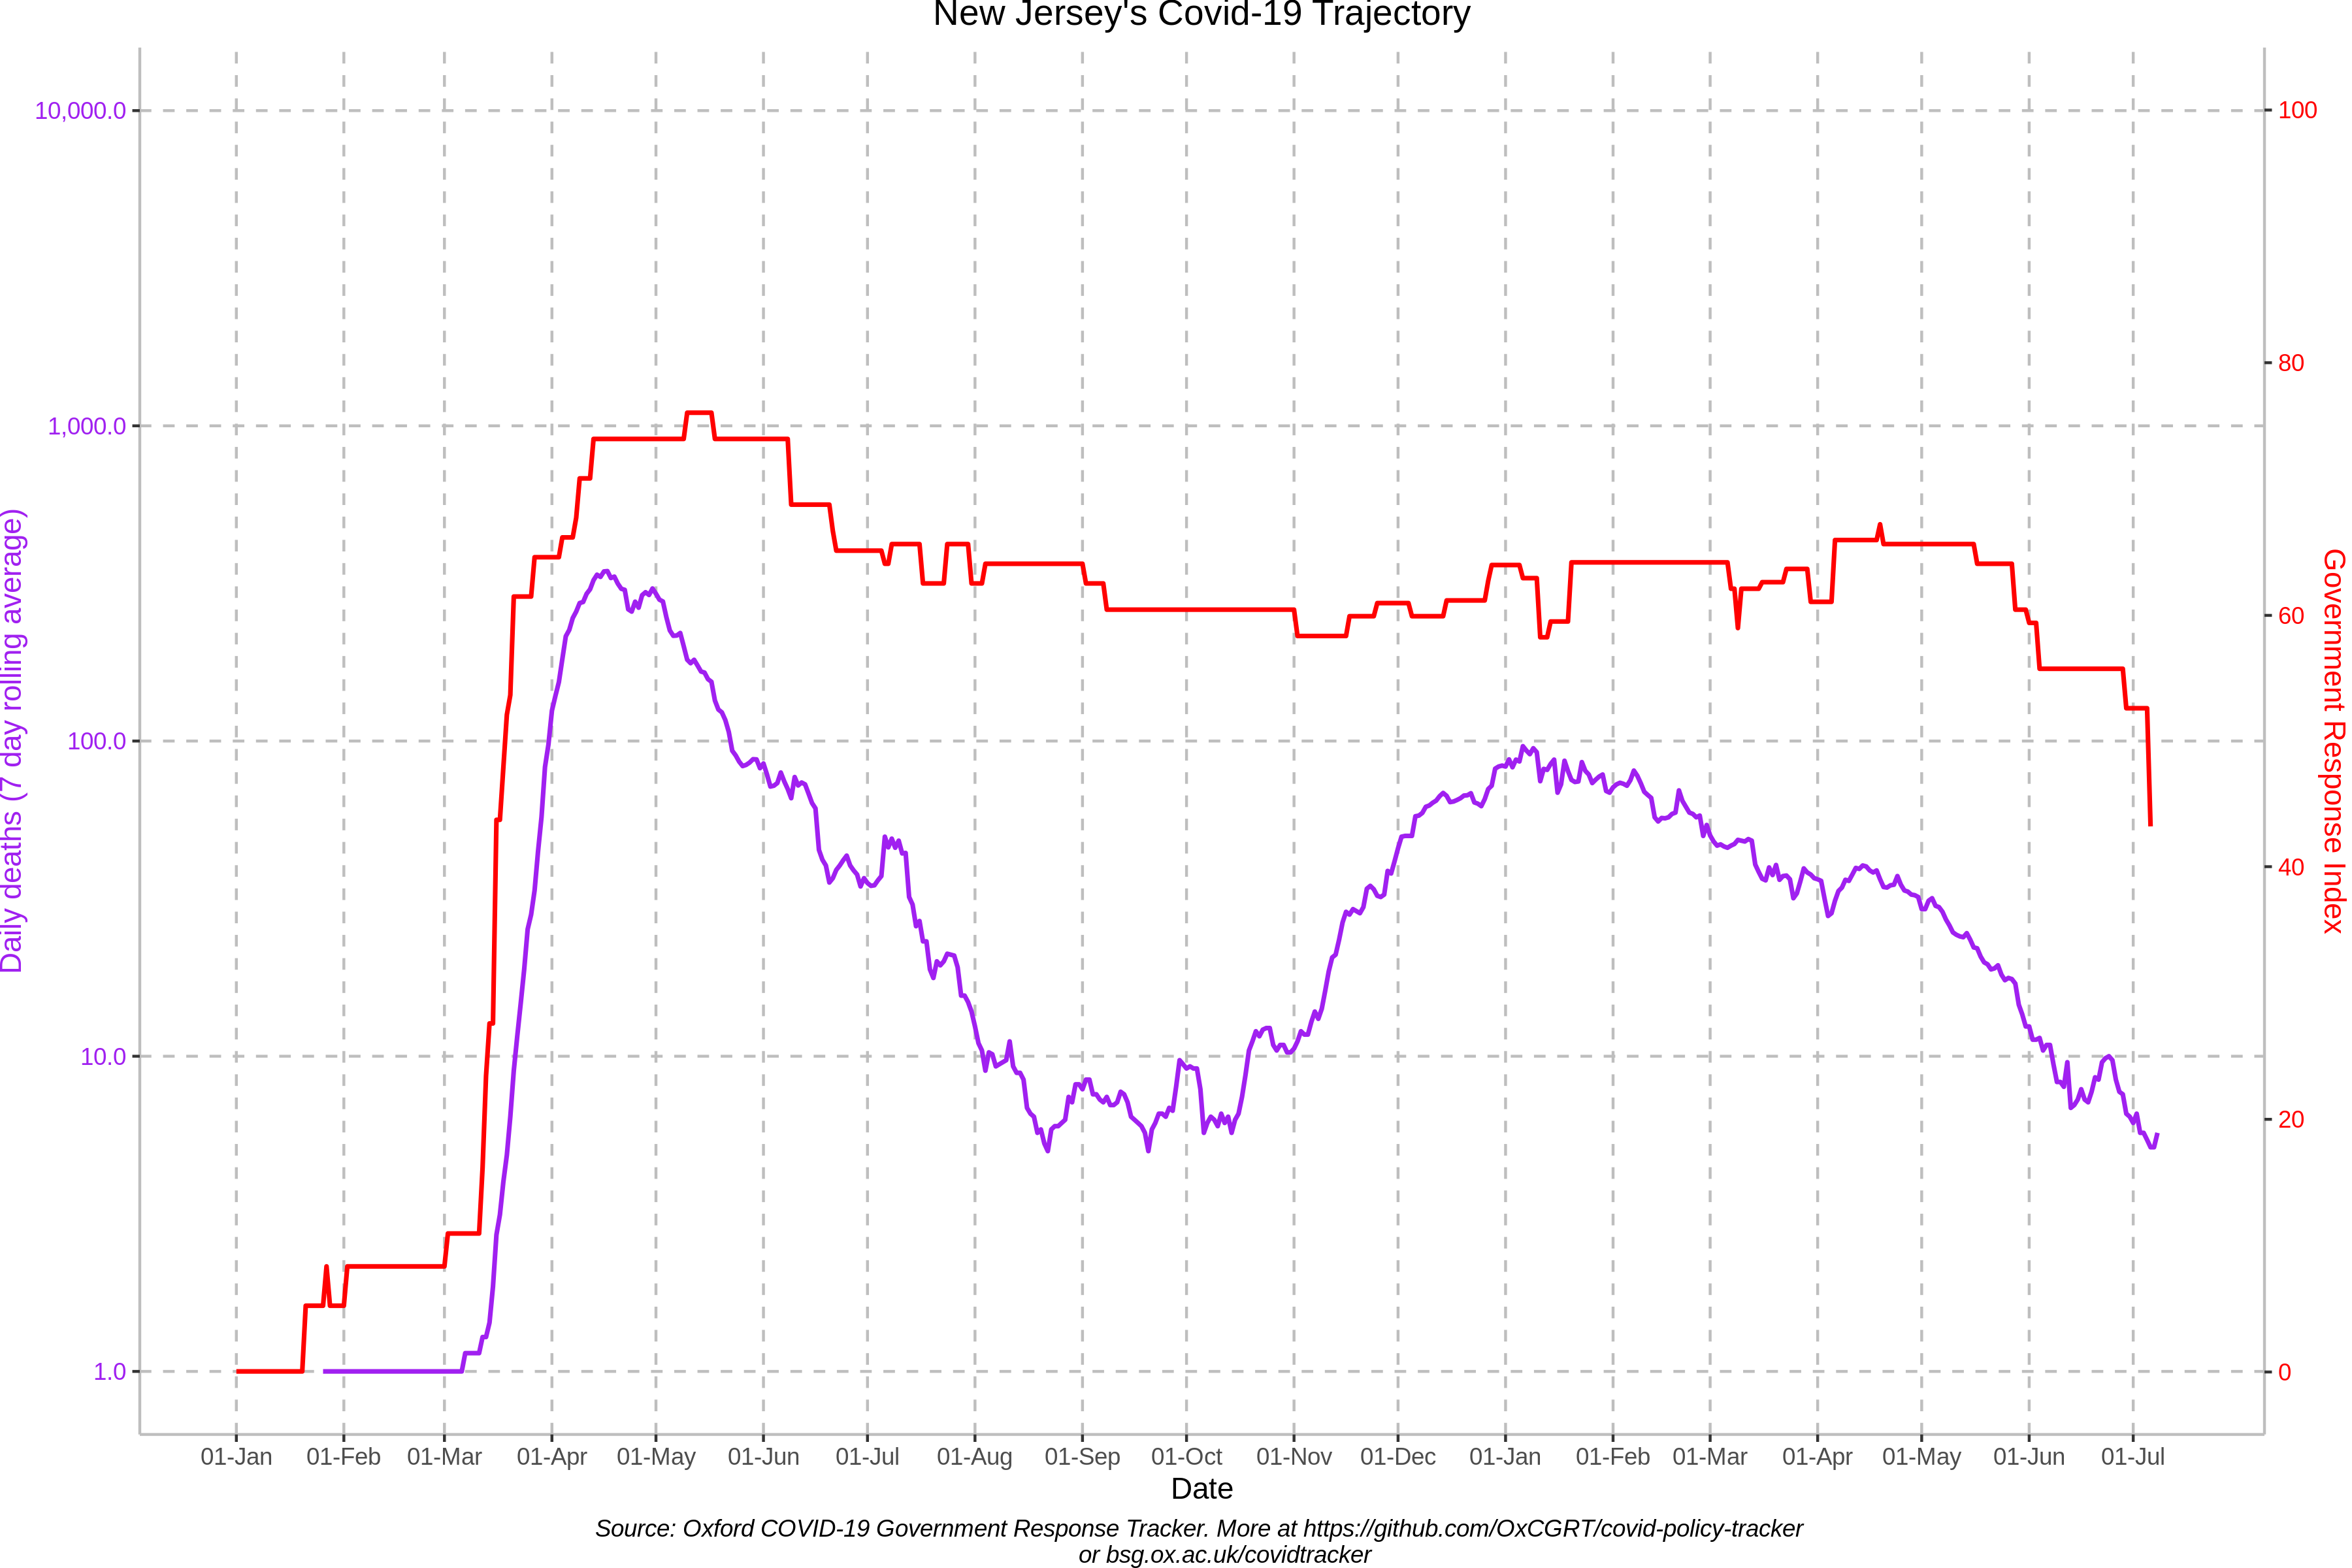 New Jersey's Covid-19 Trajectory
10,000.0
1,000.0
100.0
10.0
1.0
Daily deaths (7 day rolling average)
100
80
60
40
20
0
Government Response Index
01-Jan 01-Feb 01-Mar 01-Apr 01-May 01-Jun 01-Jul 01-Aug 01-Sep 01-Oct 01-Nov 01-Dec 01-Jan 01-Feb 01-Mar 01-Apr 01-May 01-Jun 01-Jul
Date
Source: Oxford COVID-19 Government Response Tracker. More at https://github.com/OxCGRT/covid-policy-tracker
or bsg.ox.ac.uk/covidtracker